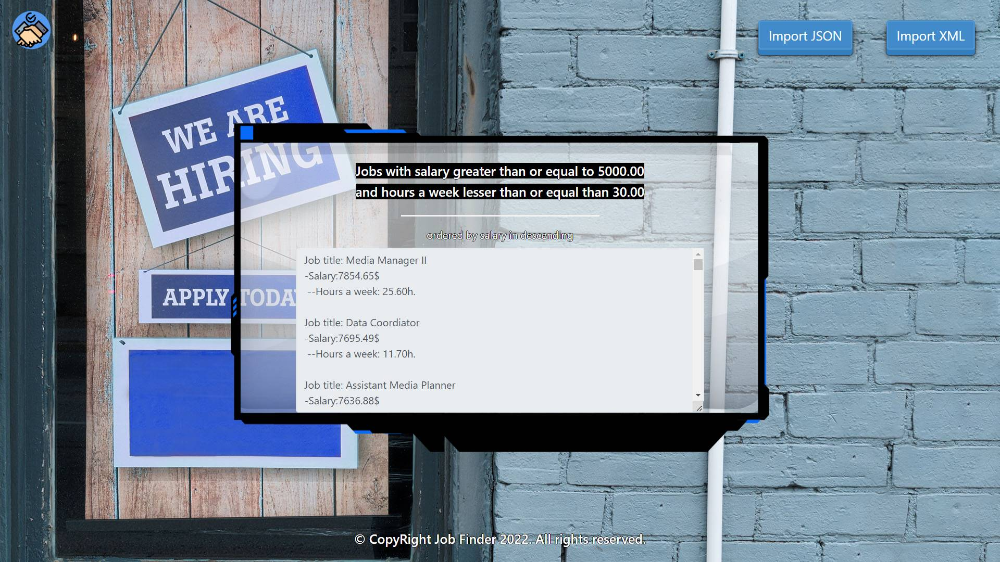 Import JSON
Import XML
WE ARE
HIRING
APPLY TODAY
Jobs with salary greater than or equal to 5000.00
and hours a week lesser than or equal than 30.00
ordered by salary in descending
Job title: Media Manager II
-Salary:7854.65$
--Hours a week: 25.60h.
Job title: Data Coordiator
-Salary:7695.49$
--Hours a week: 11.70h.
Job title: Assistant Media Planner
-Salary:7636.88$
© CopyRight Job Finder 2022. All rights reserved.